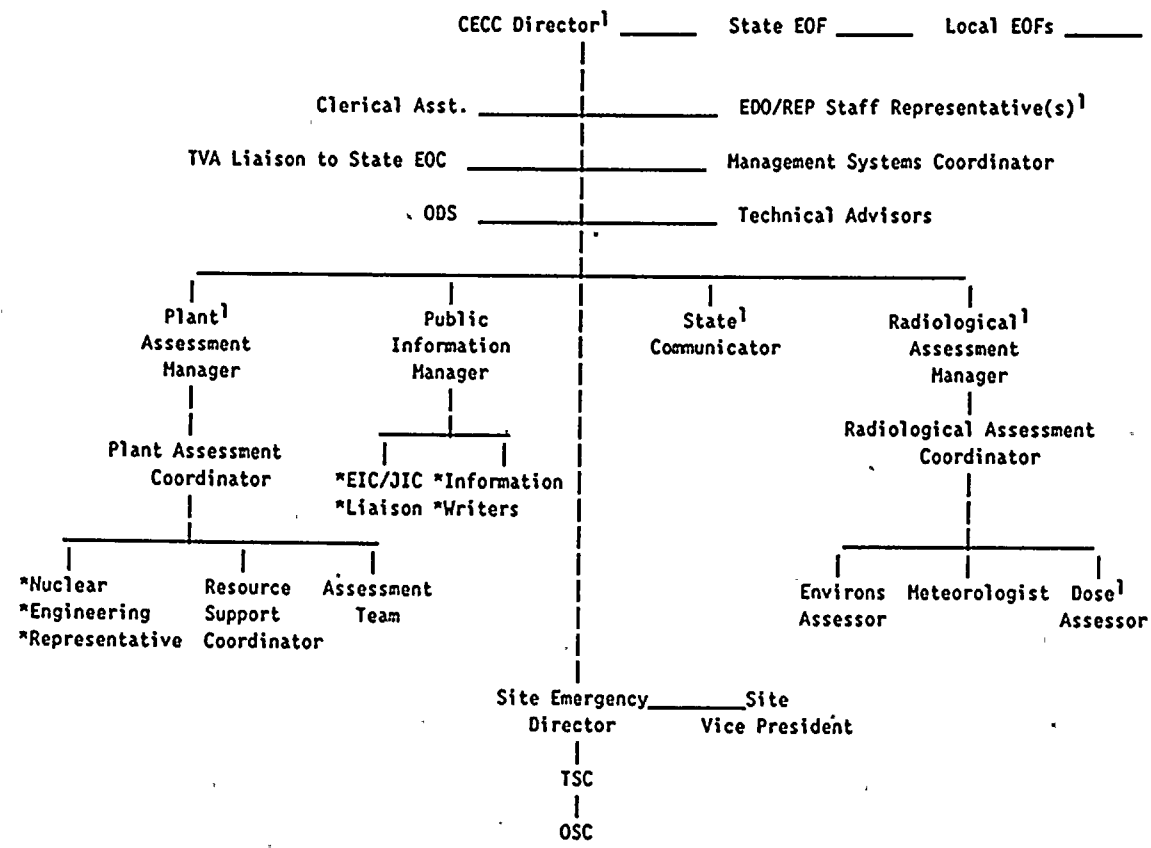 CECC Director¹ ______ State EOF ______ Local EOFs ______
Clerical Asst. EDO/REP Staff Representative(s)¹
TVA Liaison to State EOC Management Systems Coordinator
ODS Technical Advisors
Plant¹ Public State¹ Radiological¹
Assessment Information Communicator Assessment
Manager Manager Manager
Plant Assessment Radiological Assessment
Coordinator Coordinator
*EIC/JIC *Information
*Liaison *Writers
*Nuclear Resource Assessment Environs Meteorologist Dose¹
*Engineering Support Team Assessor Assessor
*Representative Coordinator
Site Emergency Site
Director Vice President
TSC
OSC